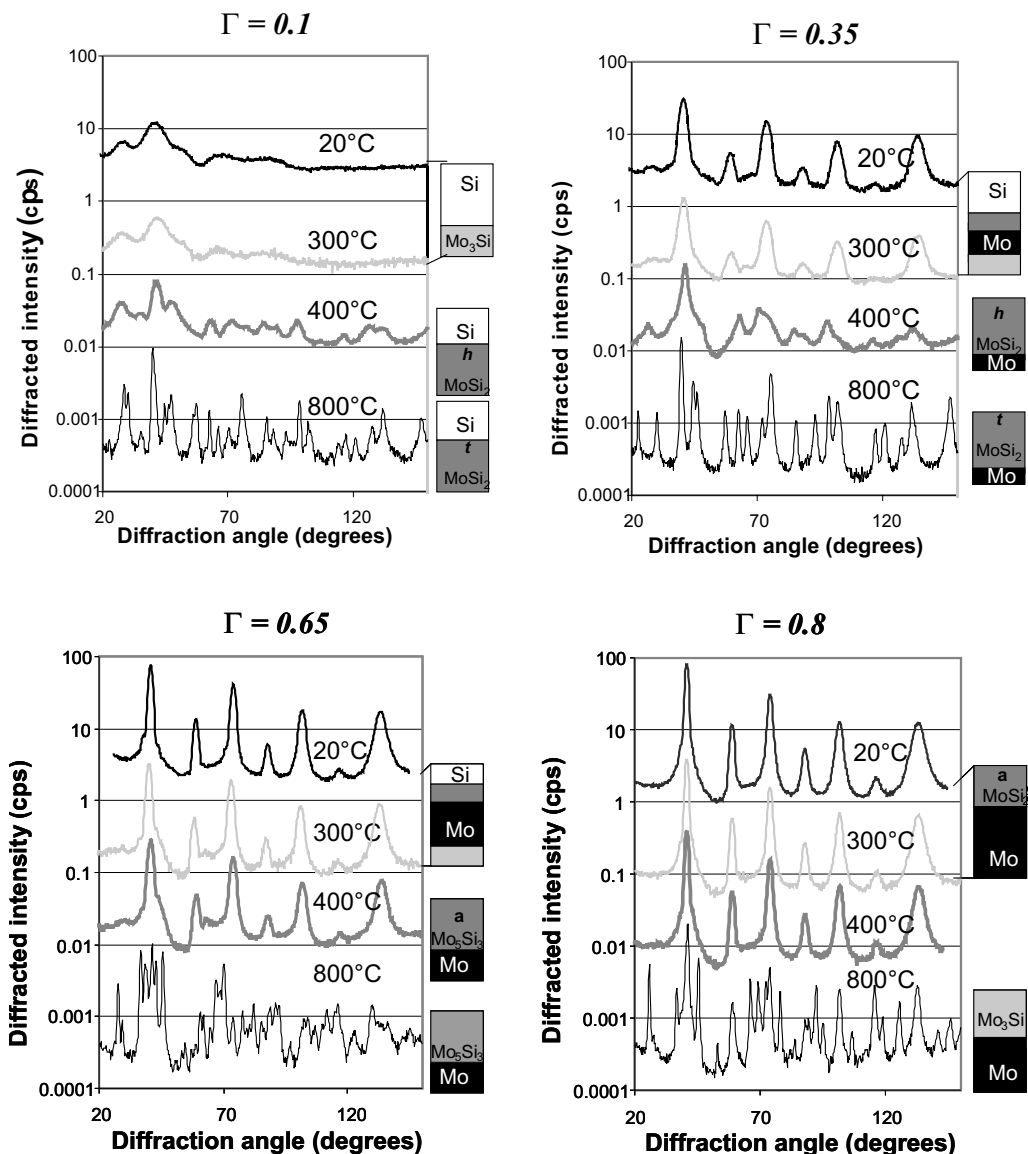 Γ = 0.1
Diffracted intensity (cps)
100
10
1
0.1
0.01
0.001
0.0001
20°C
300°C
400°C
800°C
20 70 120
Diffraction angle (degrees)
Si
Mo₃Si
Si
h
MoSi₂
Si
t
MoSi₂
Γ = 0.35
Diffracted intensity (cps)
100
10
1
0.1
0.01
0.001
0.0001
20°C
300°C
400°C
800°C
20 70 120
Diffraction angle (degrees)
Si
Mo
h
MoSi₂
Mo
t
MoSi₂
Mo
Γ = 0.65
Diffracted intensity (cps)
100
10
1
0.1
0.01
0.001
0.0001
20°C
300°C
400°C
800°C
20 70 120
Diffraction angle (degrees)
Si
Mo
a
Mo₅Si₃
Mo
Mo₅Si₃
Mo
Γ = 0.8
Diffracted intensity (cps)
100
10
1
0.1
0.01
0.001
0.0001
20°C
300°C
400°C
800°C
20 70 120
Diffraction angle (degrees)
a
MoSi₂
Mo
Mo₃Si
Mo